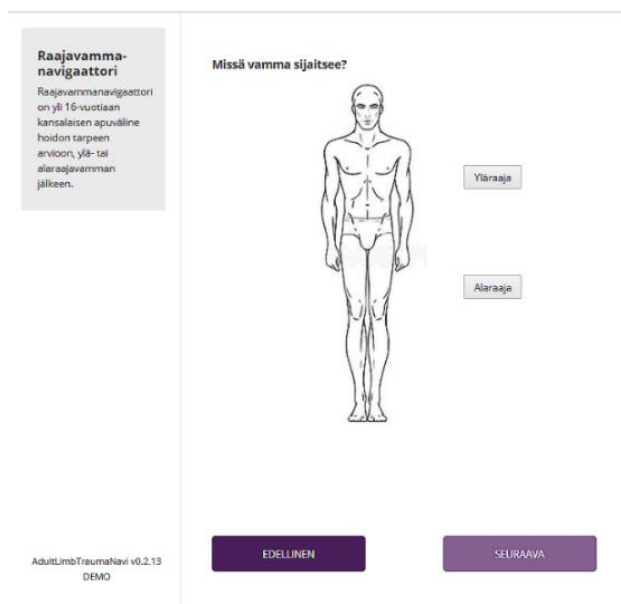 Raajavamma-
navigaattori
Raajavammanavigaattori
on yli 16-vuotiaan
kansalaisen apuväline
hoidon tarpeen
arvioon, ylä- tai
alaraajavamman
jälkeen.
Missä vamma sijaitsee?
Yläraaja
Alaraaja
AdultLimbTraumaNavi v0.2.13
DEMO
EDELLINEN
SEURAAVA